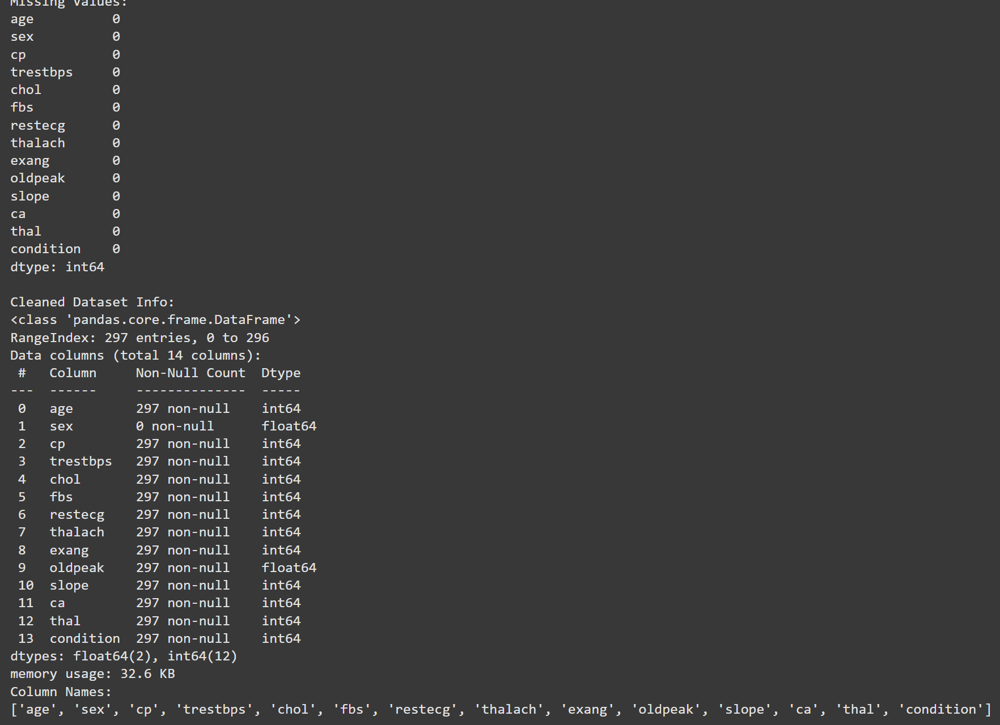 Missing Values:
age          0
sex          0
cp           0
trestbps     0
chol         0
fbs          0
restecg      0
thalach      0
exang        0
oldpeak      0
slope        0
ca           0
thal         0
condition    0
dtype: int64

Cleaned Dataset Info:
<class 'pandas.core.frame.DataFrame'>
RangeIndex: 297 entries, 0 to 296
Data columns (total 14 columns):
 #   Column     Non-Null Count  Dtype
---  ------     --------------  -----
 0   age        297 non-null    int64
 1   sex        0 non-null      float64
 2   cp         297 non-null    int64
 3   trestbps   297 non-null    int64
 4   chol       297 non-null    int64
 5   fbs        297 non-null    int64
 6   restecg    297 non-null    int64
 7   thalach    297 non-null    int64
 8   exang      297 non-null    int64
 9   oldpeak    297 non-null    float64
 10  slope      297 non-null    int64
 11  ca         297 non-null    int64
 12  thal       297 non-null    int64
 13  condition  297 non-null    int64
dtypes: float64(2), int64(12)
memory usage: 32.6 KB
Column Names:
['age', 'sex', 'cp', 'trestbps', 'chol', 'fbs', 'restecg', 'thalach', 'exang', 'oldpeak', 'slope', 'ca', 'thal', 'condition']